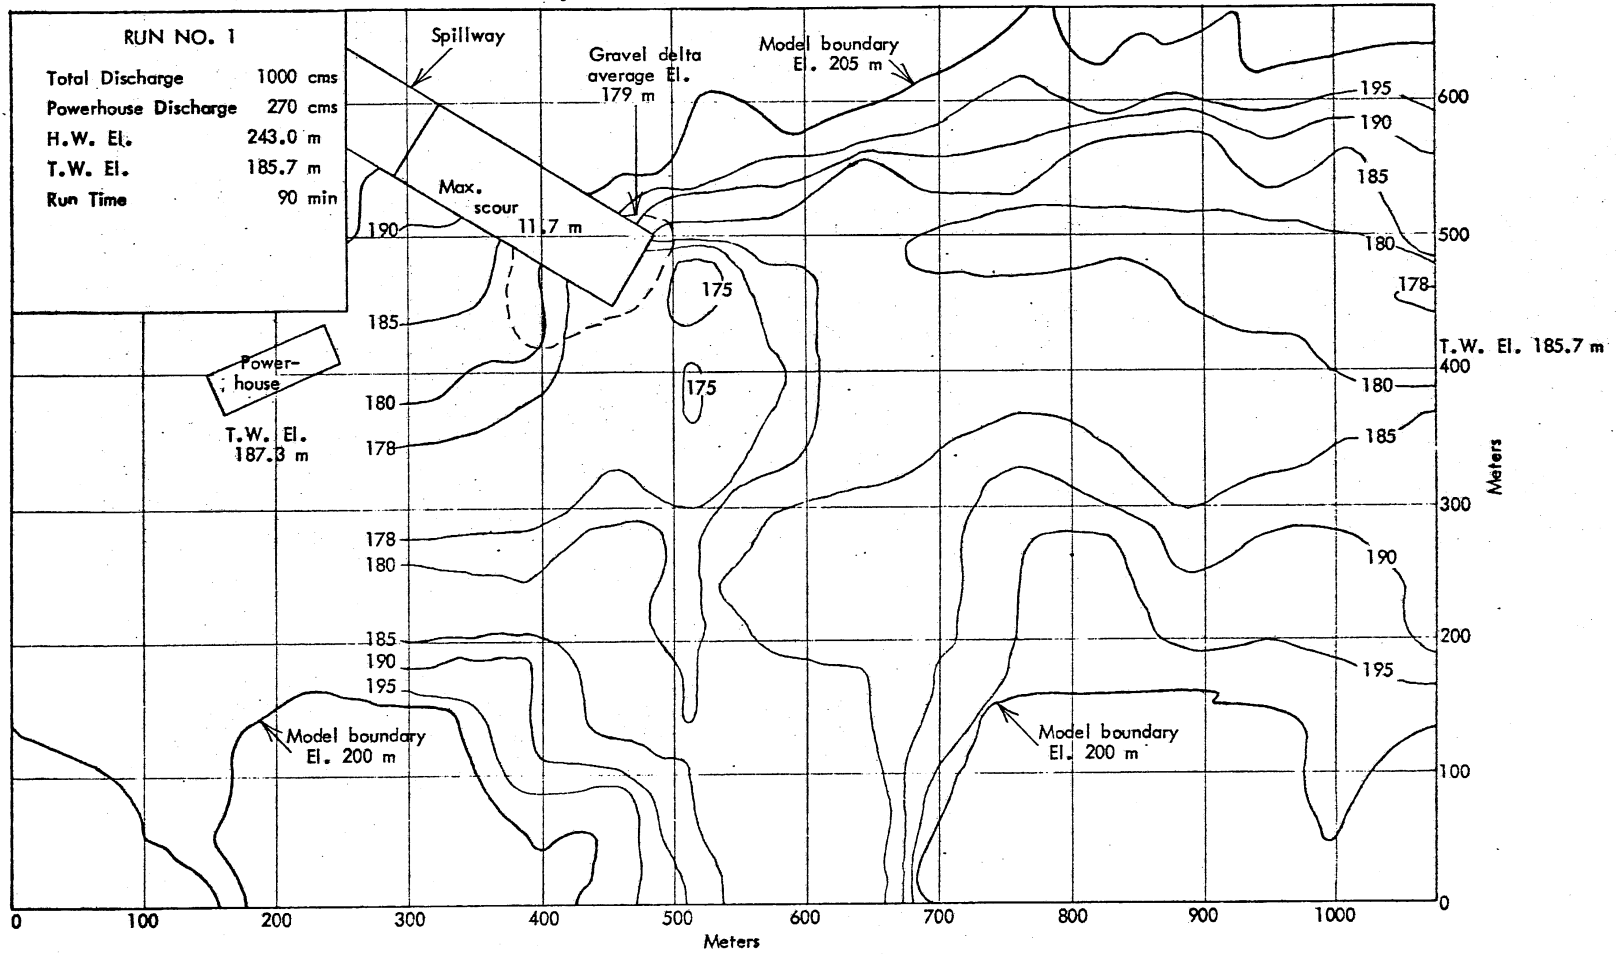 RUN NO. 1
Total Discharge 1000 cms
Powerhouse Discharge 270 cms
H.W. El. 243.0 m
T.W. El. 185.7 m
Run Time 90 min
Spillway
Gravel delta
average El.
179 m
Model boundary
El. 205 m
195
600
190
185
Max.
scour
11.7 m
190
500
180
178
175
185
T.W. El. 185.7 m
Power-
house
400
175
180
180
T.W. El.
187.3 m
178
185
Meters
300
178
180
190
185
200
190
195
195
Model boundary
El. 200 m
Model boundary
El. 200 m
100
0
0
100
200
300
400
500
600
700
800
900
1000
Meters